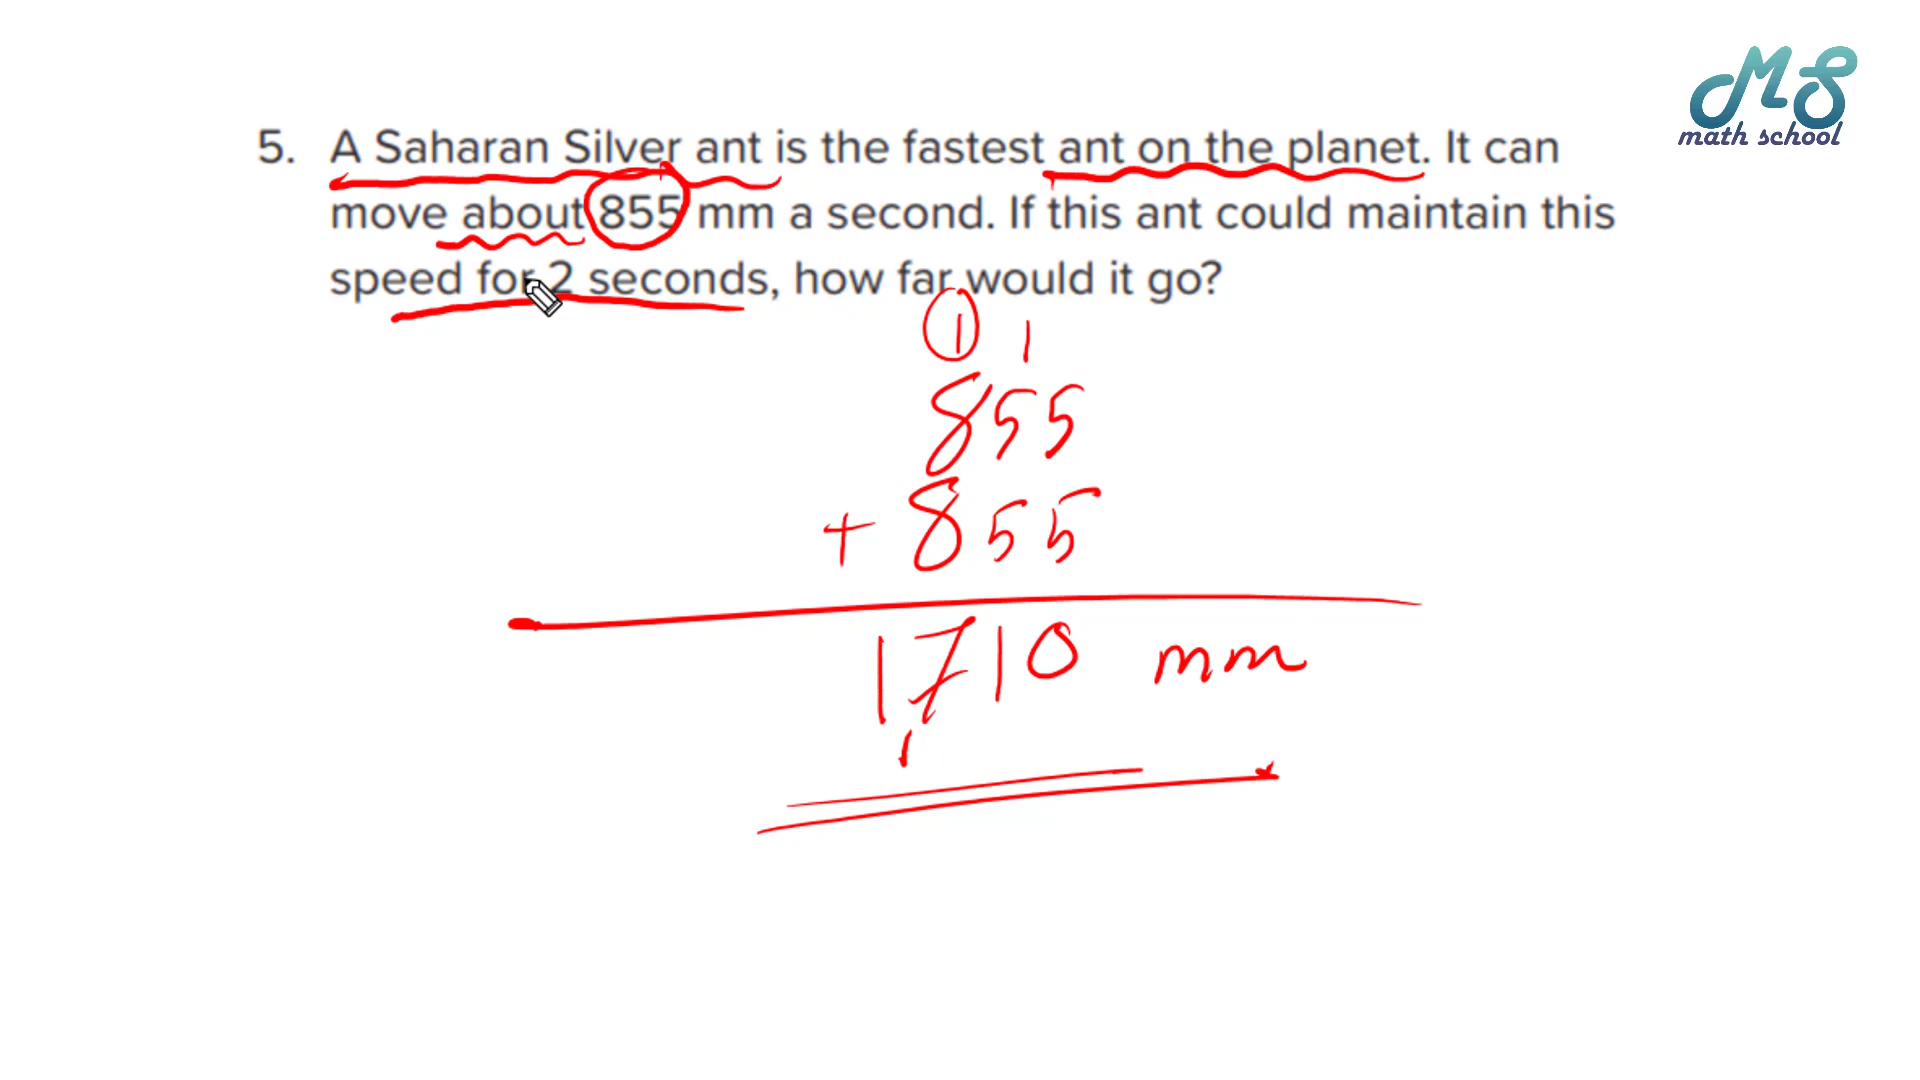 MS
math school
5. A Saharan Silver ant is the fastest ant on the planet. It can
move about 855 mm a second. If this ant could maintain this
speed for 2 seconds, how far would it go?
1 1
855
+ 855
1710 mm